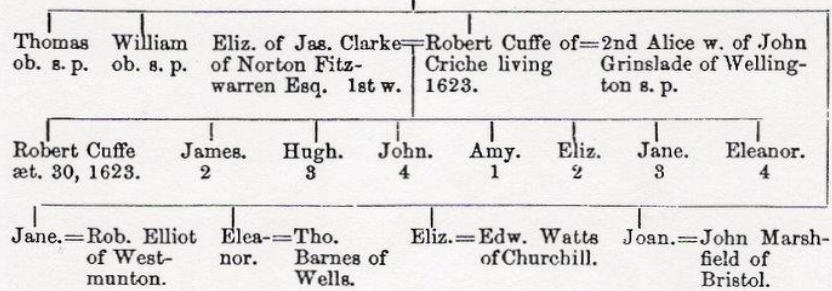 Thomas William Eliz. of Jas. Clarke=Robert Cuffe of=2nd Alice w. of John
ob. s. p. ob. s. p. of Norton Fitz- Criche living Grinslade of Welling-
warren Esq. 1st w. 1623. ton s. p.
Robert Cuffe James. Hugh. John. Amy. Eliz. Jane. Eleanor.
æt. 30, 1623. 2 3 4 1 2 3 4
Jane.=Rob. Elliot Elea-=Tho. Eliz.=Edw. Watts Joan.=John Marsh-
of West- nor. Barnes of of Churchill. field of
munton. Wells. Bristol.